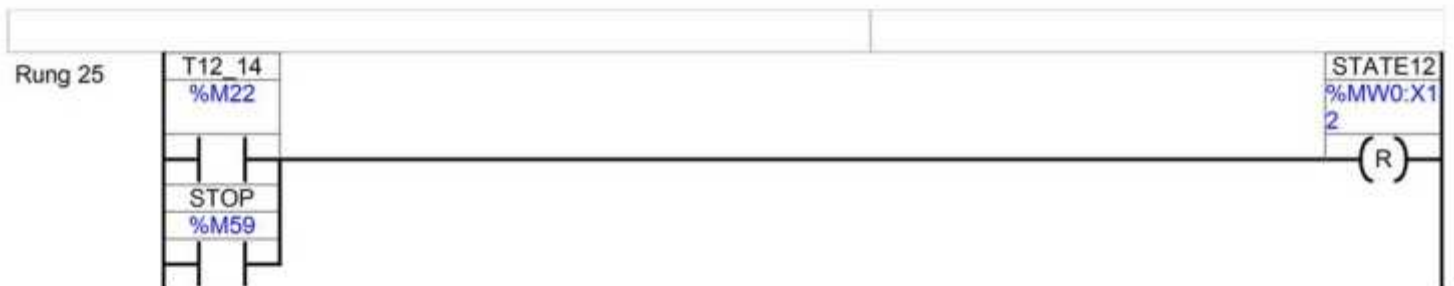 Rung 25
T12_14
%M22
STATE12
%MW0:X1
2
R
STOP
%M59